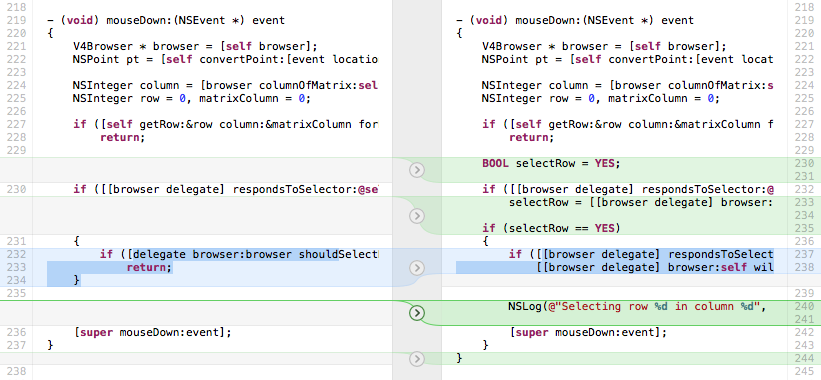 218
219 - (void) mouseDown:(NSEvent *) event
220 {
221 V4Browser * browser = [self browser];
222 NSPoint pt = [self convertPoint:[event locatio
223
224 NSInteger column = [browser columnOfMatrix:sel
225 NSInteger row = 0, matrixColumn = 0;
226
227 if ([self getRow:&row column:&matrixColumn for
228 return;
229
230 if ([[browser delegate] respondsToSelector:@se
231 {
232 if ([delegate browser:browser shouldSelect
233 return;
234 }
235
236 [super mouseDown:event];
237 }
238
218
- (void) mouseDown:(NSEvent *) event 219
{ 220
V4Browser * browser = [self browser]; 221
NSPoint pt = [self convertPoint:[event locat 222
223
NSInteger column = [browser columnOfMatrix:s 224
NSInteger row = 0, matrixColumn = 0; 225
226
if ([self getRow:&row column:&matrixColumn f 227
return; 228
229
BOOL selectRow = YES; 230
231
if ([[browser delegate] respondsToSelector:@ 232
selectRow = [[browser delegate] browser: 233
234
if (selectRow == YES) 235
{ 236
if ([[browser delegate] respondsToSelect 237
[[browser delegate] browser:self wil 238
239
NSLog(@"Selecting row %d in column %d", 240
241
[super mouseDown:event]; 242
} 243
} 244
245